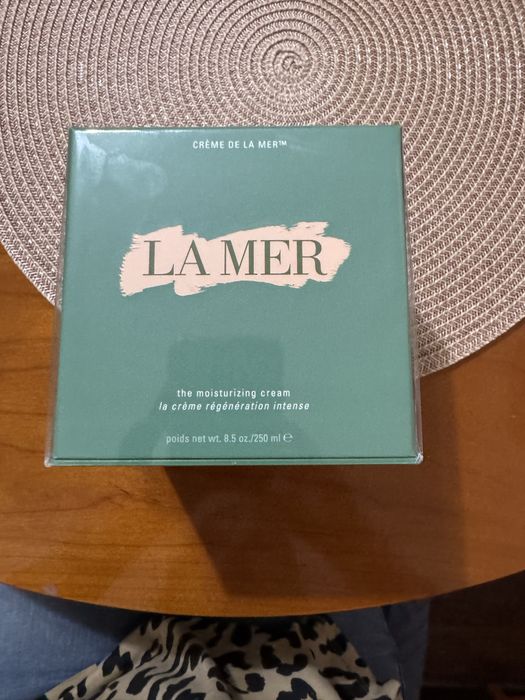 CRÈME DE LA MER™
LA MER
the moisturizing cream
la crème régénération intense
poids net wt. 8.5 oz./250 ml ℮